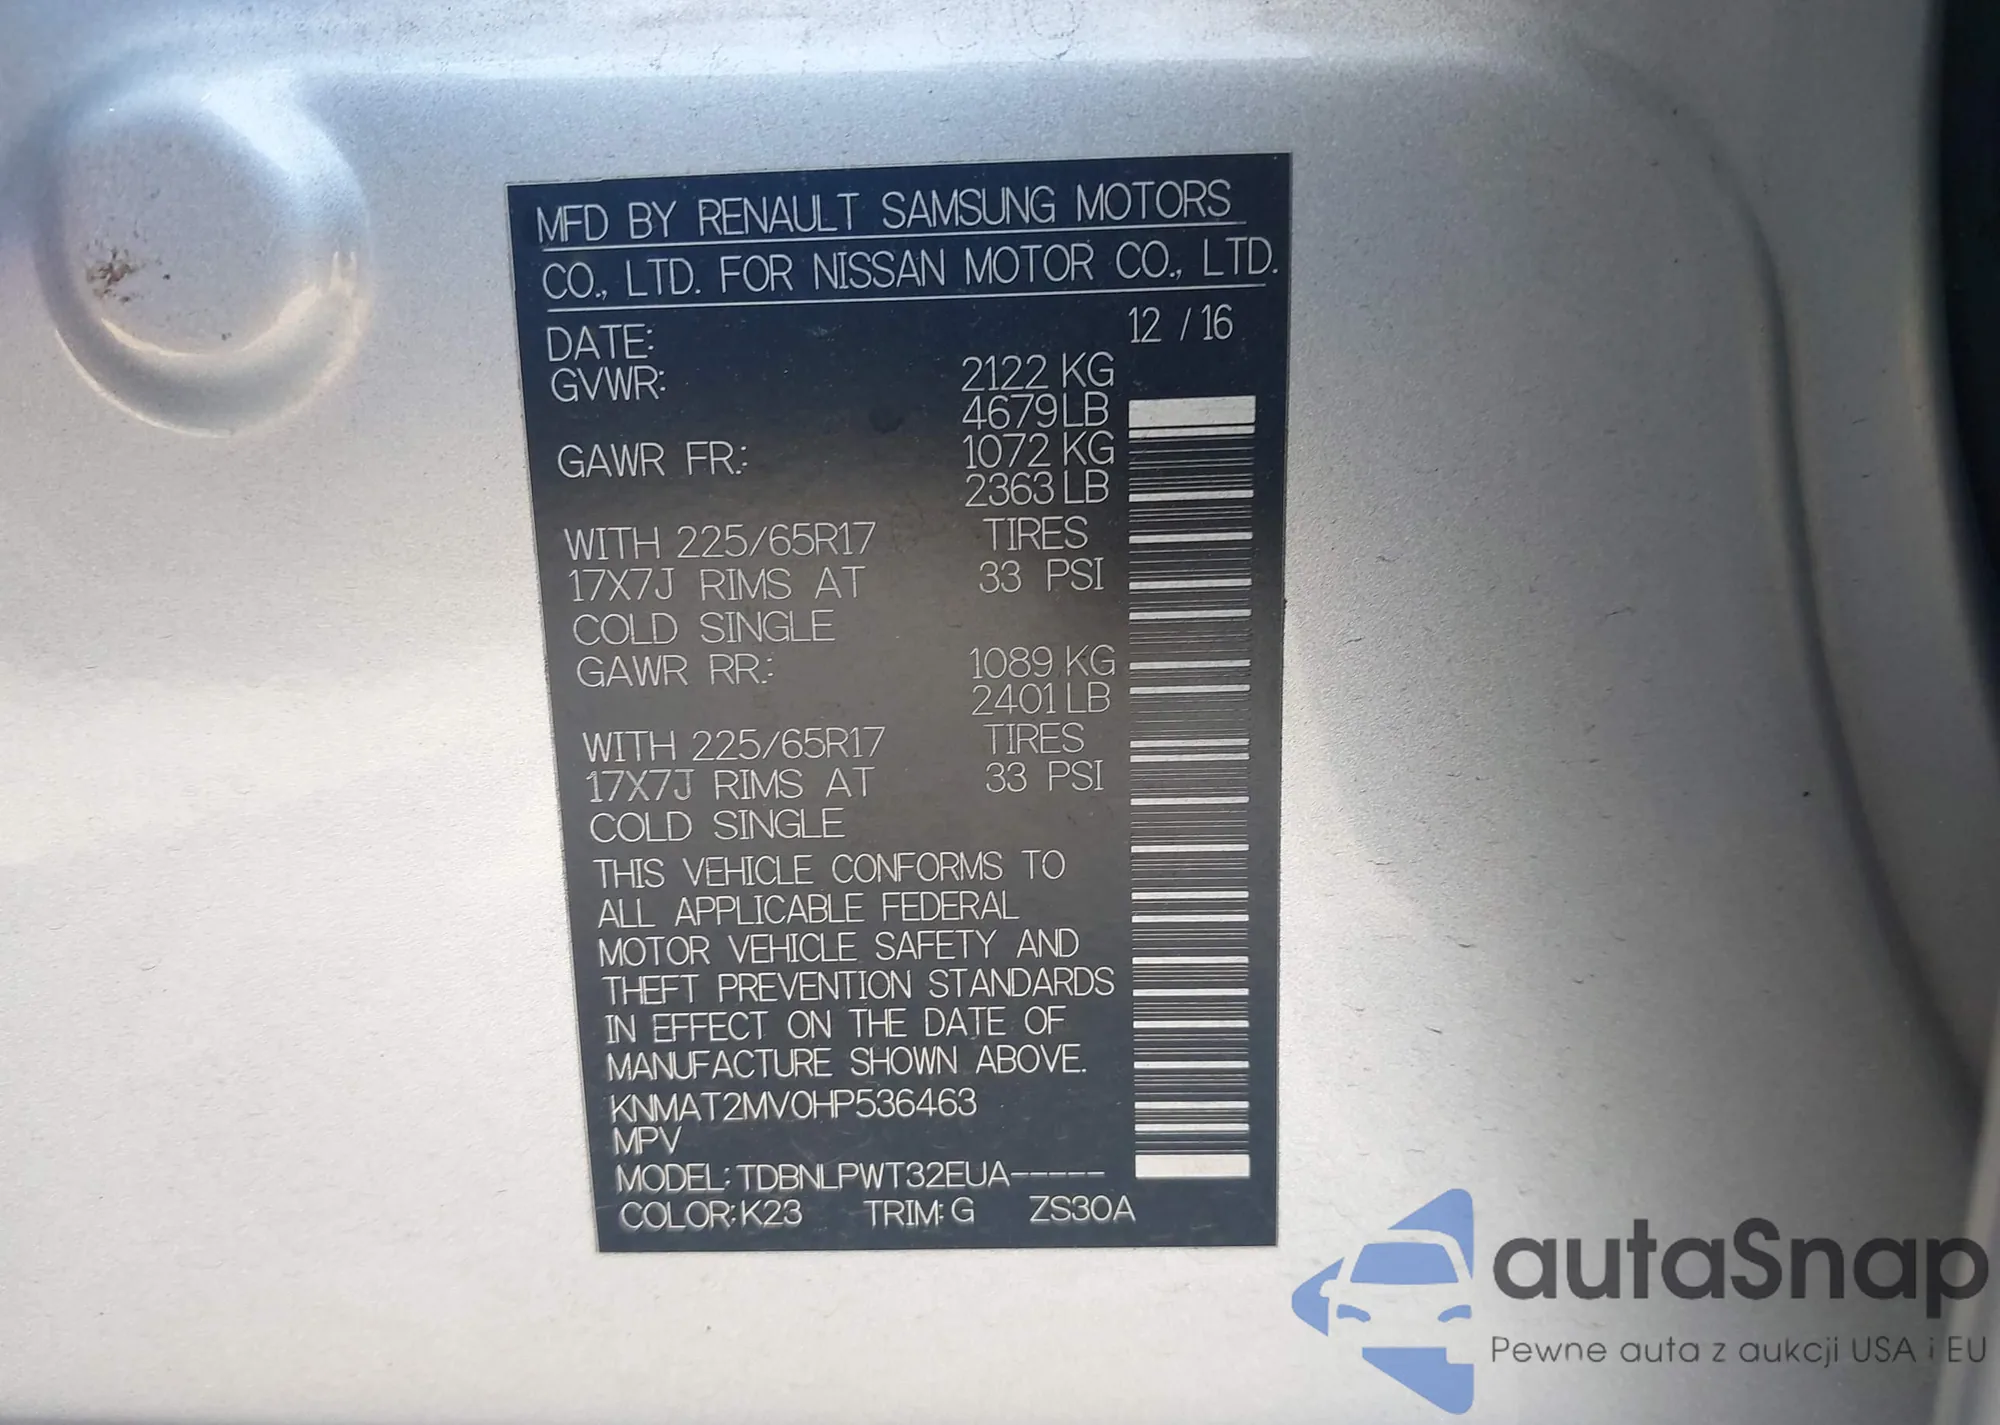 MFD BY RENAULT SAMSUNG MOTORS
CO., LTD. FOR NISSAN MOTOR CO., LTD.
DATE: 12 / 16
GVWR: 2122 KG
4679 LB
GAWR FR.: 1072 KG
2363 LB
WITH 225/65R17 TIRES
17X7J RIMS AT 33 PSI
COLD SINGLE
GAWR RR.: 1089 KG
2401 LB
WITH 225/65R17 TIRES
17X7J RIMS AT 33 PSI
COLD SINGLE
THIS VEHICLE CONFORMS TO
ALL APPLICABLE FEDERAL
MOTOR VEHICLE SAFETY AND
THEFT PREVENTION STANDARDS
IN EFFECT ON THE DATE OF
MANUFACTURE SHOWN ABOVE.
KNMAT2MV0HP536463
MPV
MODEL: TDBNLPWT32EUA-----
COLOR: K23 TRIM: G ZS30A
autaSnap
Pewne auta z aukcji USA i EU